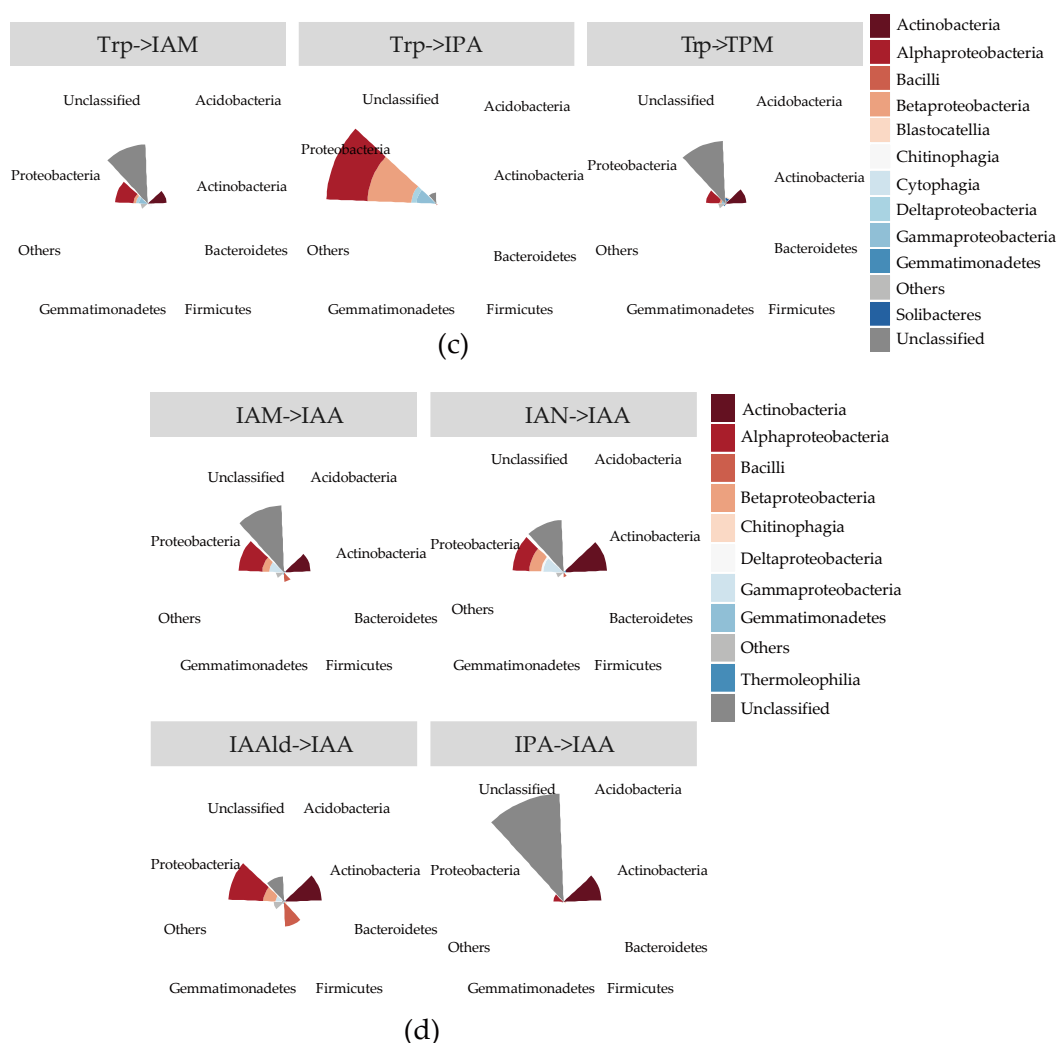 Trp->IAM
Trp->IPA
Trp->TPM
Unclassified
Acidobacteria
Proteobacteria
Actinobacteria
Others
Bacteroidetes
Gemmatimonadetes
Firmicutes
Unclassified
Acidobacteria
Proteobacteria
Actinobacteria
Others
Bacteroidetes
Gemmatimonadetes
Firmicutes
Unclassified
Acidobacteria
Proteobacteria
Actinobacteria
Others
Bacteroidetes
Gemmatimonadetes
Firmicutes
Actinobacteria
Alphaproteobacteria
Bacilli
Betaproteobacteria
Blastocatellia
Chitinophagia
Cytophagia
Deltaproteobacteria
Gammaproteobacteria
Gemmatimonadetes
Others
Solibacteres
Unclassified
(c)
IAM->IAA
IAN->IAA
Unclassified
Acidobacteria
Proteobacteria
Actinobacteria
Others
Bacteroidetes
Gemmatimonadetes
Firmicutes
Unclassified
Acidobacteria
Proteobacteria
Actinobacteria
Others
Bacteroidetes
Gemmatimonadetes
Firmicutes
Actinobacteria
Alphaproteobacteria
Bacilli
Betaproteobacteria
Chitinophagia
Deltaproteobacteria
Gammaproteobacteria
Gemmatimonadetes
Others
Thermoleophilia
Unclassified
IAAld->IAA
IPA->IAA
Unclassified
Acidobacteria
Proteobacteria
Actinobacteria
Others
Bacteroidetes
Gemmatimonadetes
Firmicutes
Unclassified
Acidobacteria
Proteobacteria
Actinobacteria
Others
Bacteroidetes
Gemmatimonadetes
Firmicutes
(d)